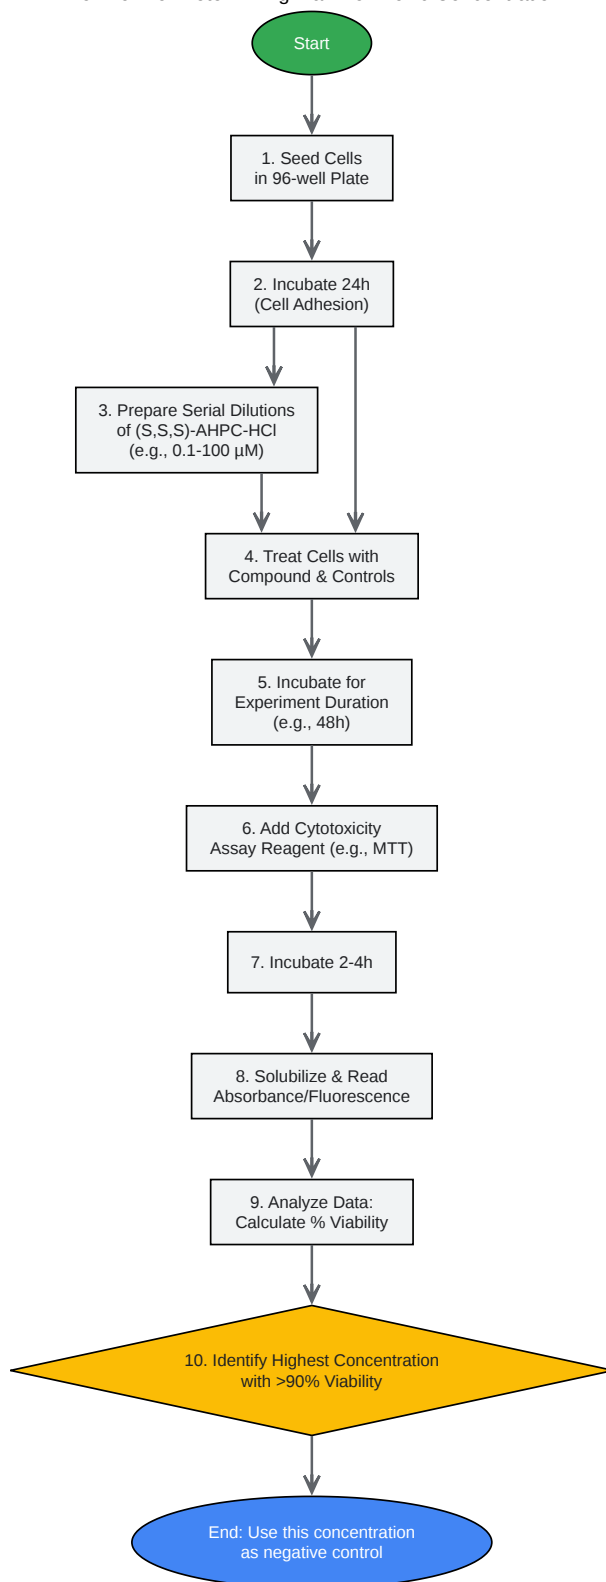 Start
1. Seed Cells
in 96-well Plate
2. Incubate 24h
(Cell Adhesion)
3. Prepare Serial Dilutions
of (S,S,S)-AHPC-HCl
(e.g., 0.1-100 µM)
4. Treat Cells with
Compound & Controls
5. Incubate for
Experiment Duration
(e.g., 48h)
6. Add Cytotoxicity
Assay Reagent (e.g., MTT)
7. Incubate 2-4h
8. Solubilize & Read
Absorbance/Fluorescence
9. Analyze Data:
Calculate % Viability
10. Identify Highest Concentration
with >90% Viability
End: Use this concentration
as negative control